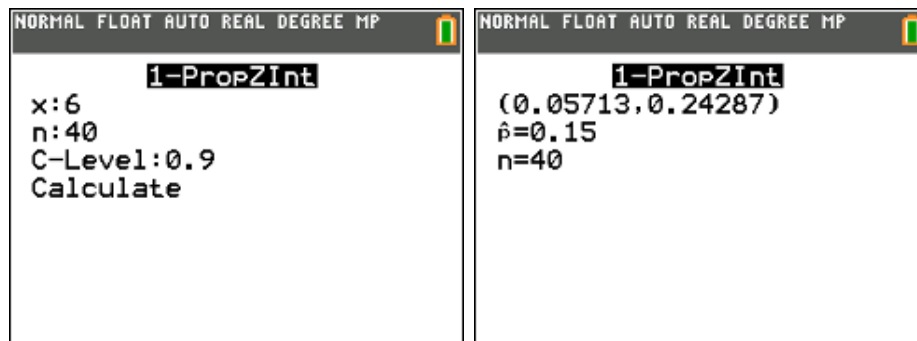 NORMAL FLOAT AUTO REAL DEGREE MP
1-PropZInt
x:6
n:40
C-Level:0.9
Calculate
NORMAL FLOAT AUTO REAL DEGREE MP
1-PropZInt
(0.05713,0.24287)
p̂=0.15
n=40